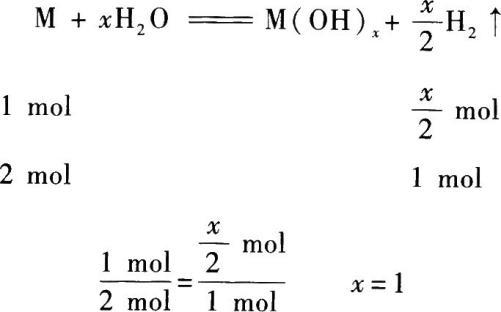 M + xH₂O ══ M(OH)ₓ + x/2 H₂ ↑
1 mol x/2 mol
2 mol 1 mol
1 mol / 2 mol = x/2 mol / 1 mol x = 1